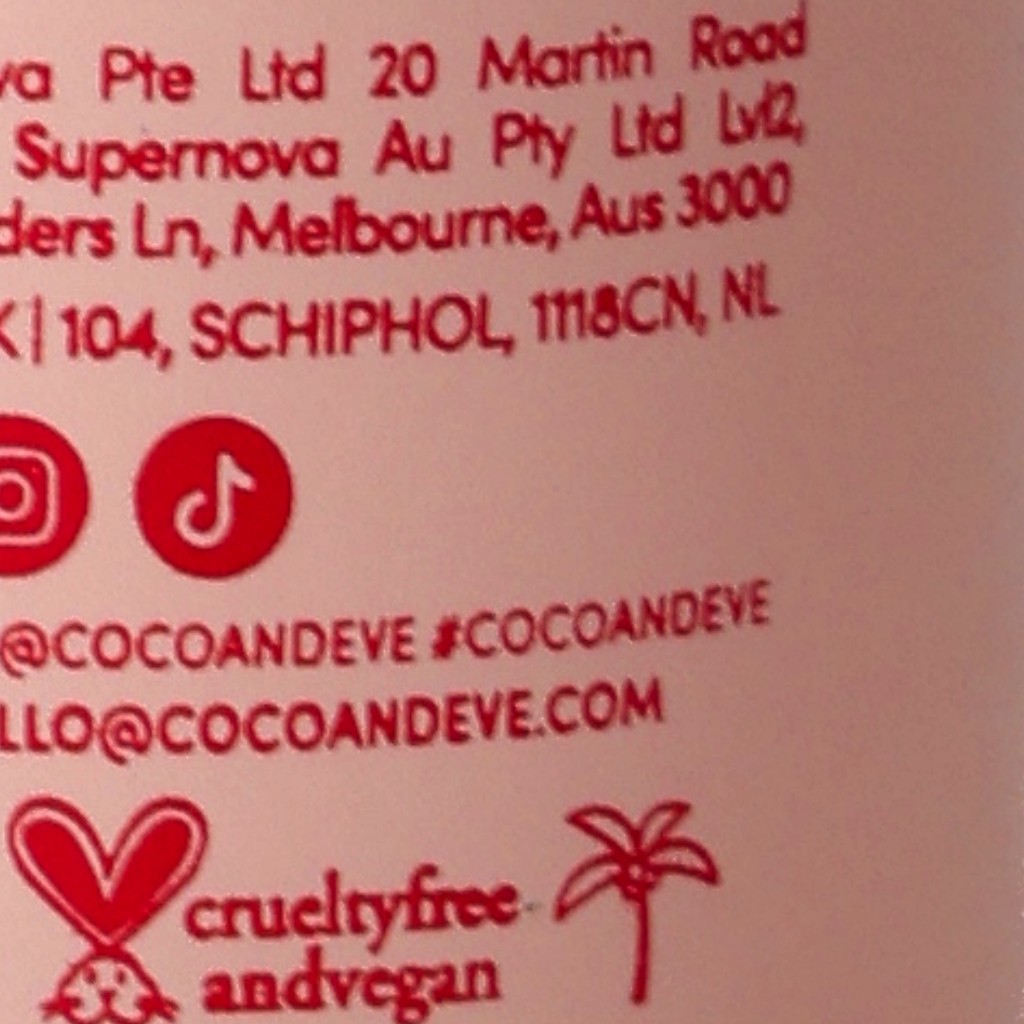 va Pte Ltd 20 Martin Road
Supernova Au Pty Ltd Lvl2,
ders Ln, Melbourne, Aus 3000
K | 104, SCHIPHOL, 1118CN, NL
@COCOANDEVE #COCOANDEVE
LLO@COCOANDEVE.COM
crueltyfree
andvegan